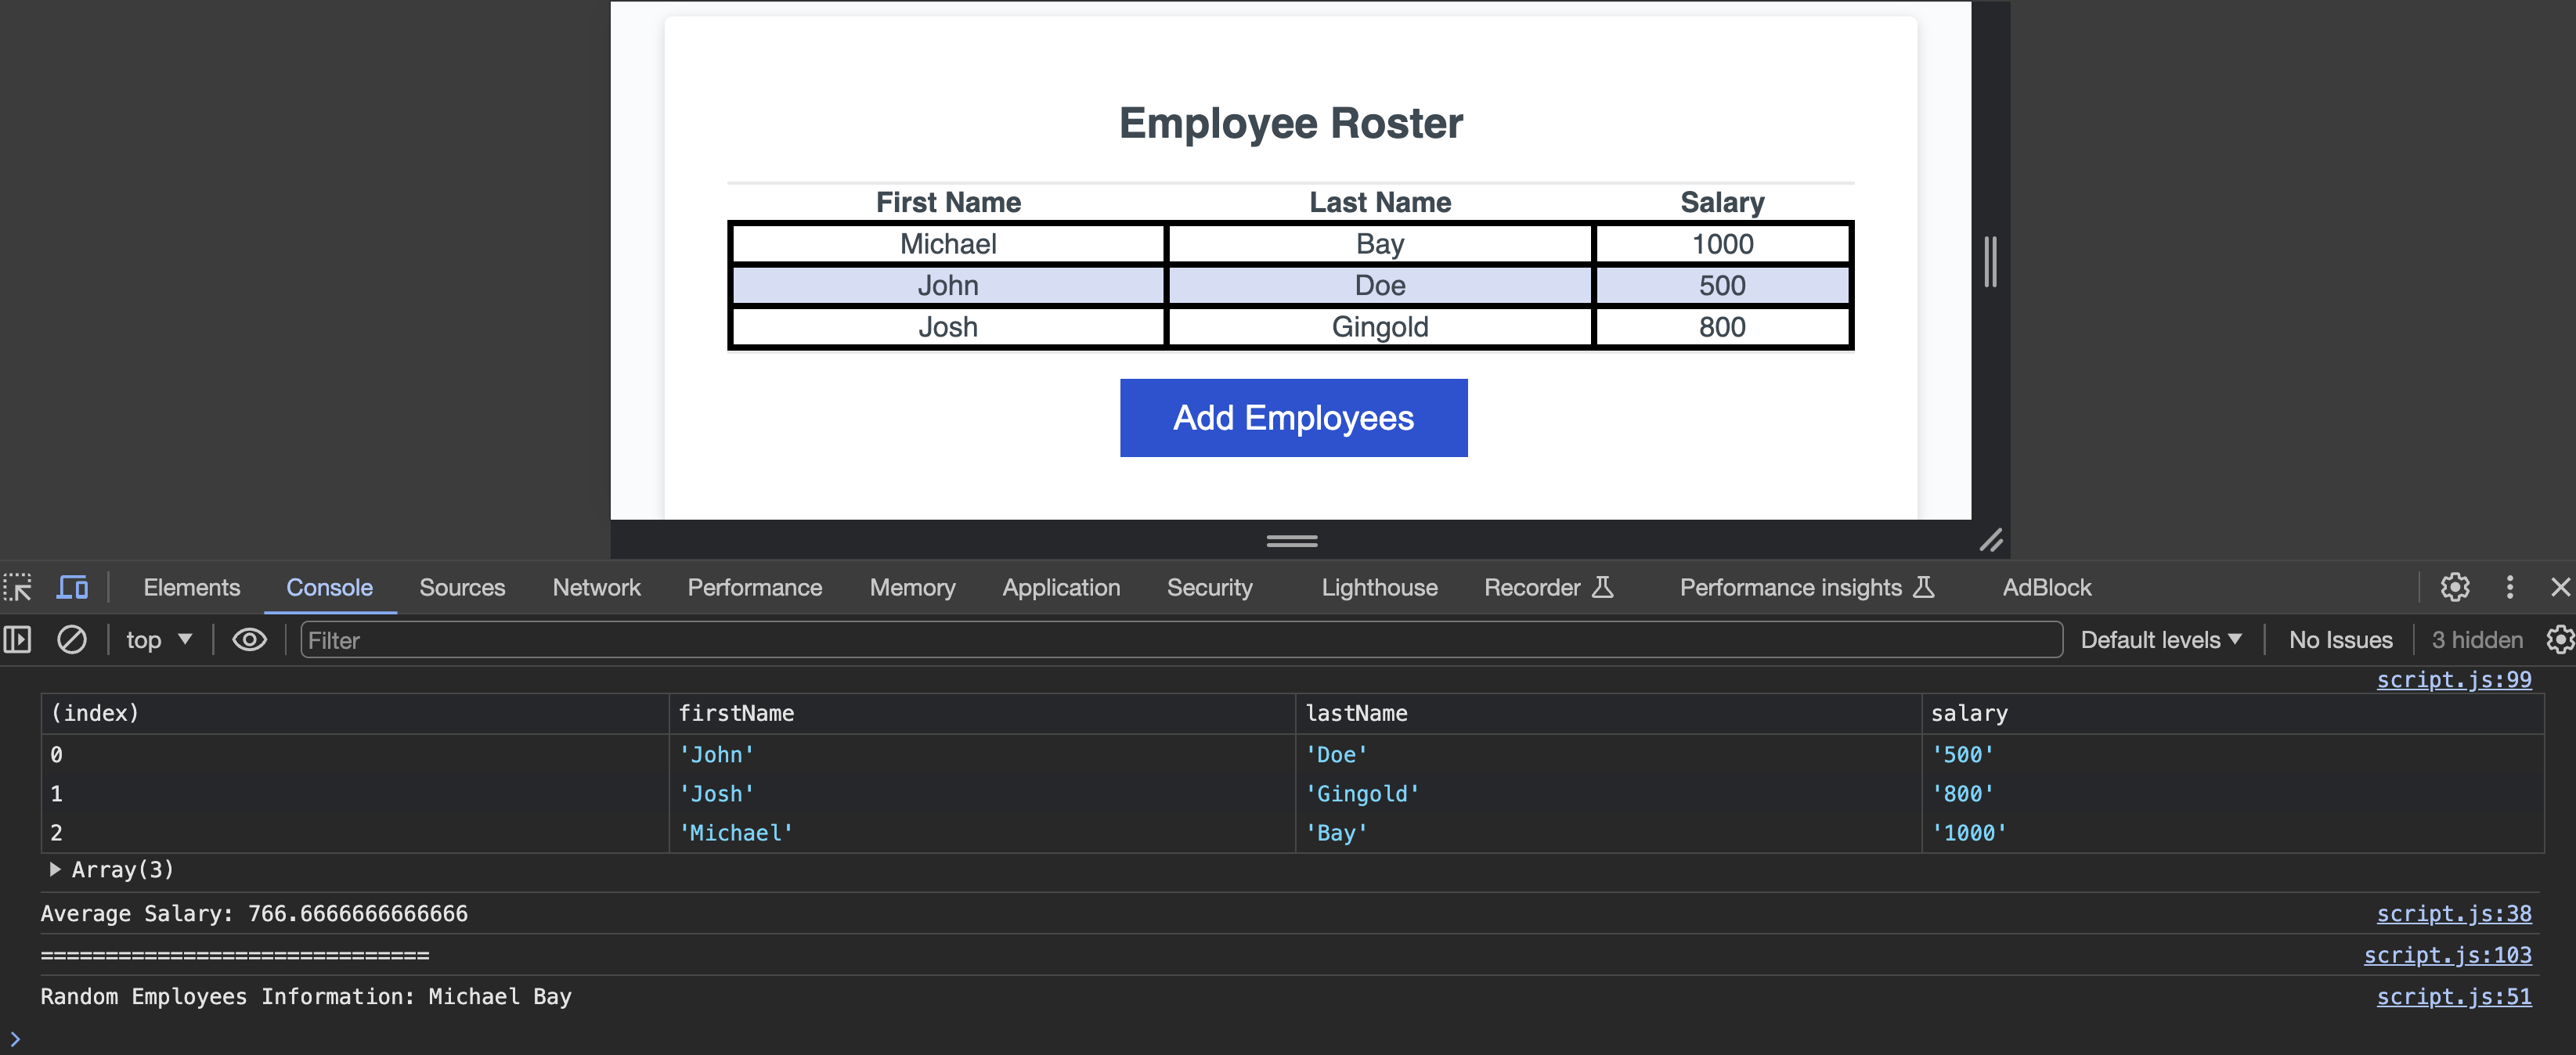 Employee Roster
First Name Last Name Salary
Michael Bay 1000
John Doe 500
Josh Gingold 800
Add Employees
Elements Console Sources Network Performance Memory Application Security Lighthouse Recorder Performance insights AdBlock
top Filter Default levels No Issues 3 hidden
script.js:99
(index) firstName lastName salary
0 'John' 'Doe' '500'
1 'Josh' 'Gingold' '800'
2 'Michael' 'Bay' '1000'
Array(3)
Average Salary: 766.6666666666666 script.js:38
============================== script.js:103
Random Employees Information: Michael Bay script.js:51